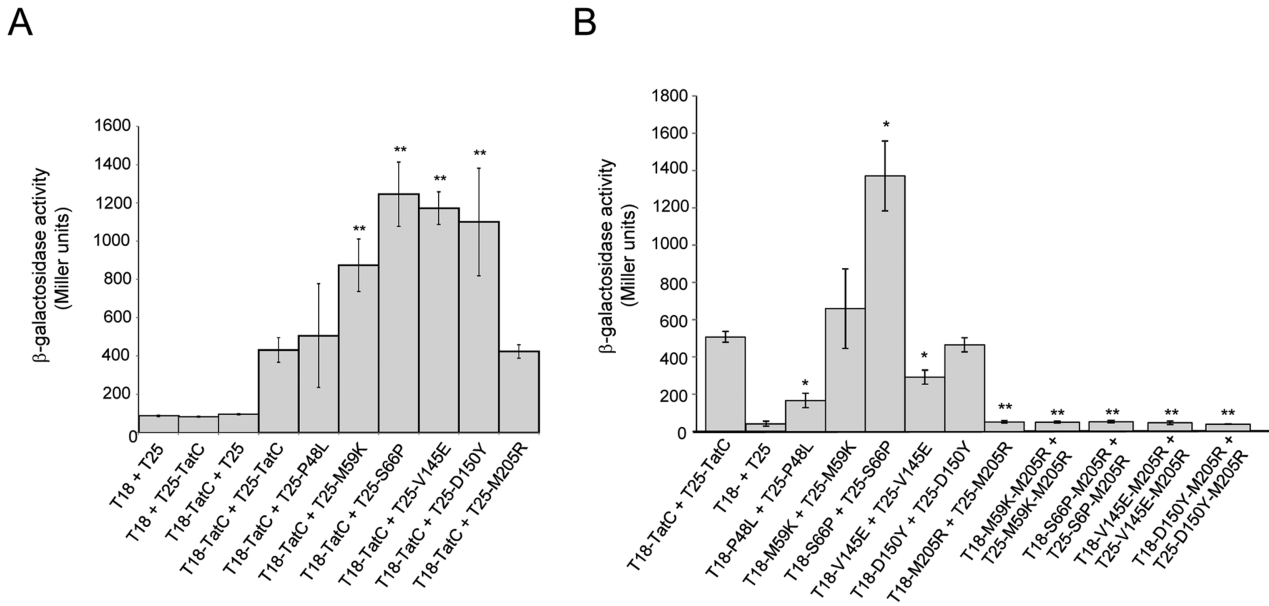 A
β-galactosidase activity
(Miller units)
1600
1400
1200
1000
800
600
400
200
0
**
**
**
**
T18 + T25
T18 + T25-TatC
T18-TatC + T25
T18-TatC + T25-TatC
T18-TatC + T25-P48L
T18-TatC + T25-M59K
T18-TatC + T25-S66P
T18-TatC + T25-V145E
T18-TatC + T25-D150Y
T18-TatC + T25-M205R
B
β-galactosidase activity
(Miller units)
1800
1600
1400
1200
1000
800
600
400
200
0
*
*
*
**
**
**
**
**
T18-TatC + T25-TatC
T18- + T25
T18-P48L + T25-P48L
T18-M59K + T25-M59K
T18-S66P + T25-S66P
T18-V145E + T25-V145E
T18-D150Y + T25-D150Y
T18-M205R + T25-M205R
T18-M59K-M205R +
T25-M59K-M205R
T18-S66P-M205R +
T25-S6P-M205R
T18-V145E-M205R +
T25-V145E-M205R
T18-D150Y-M205R +
T25-D150Y-M205R